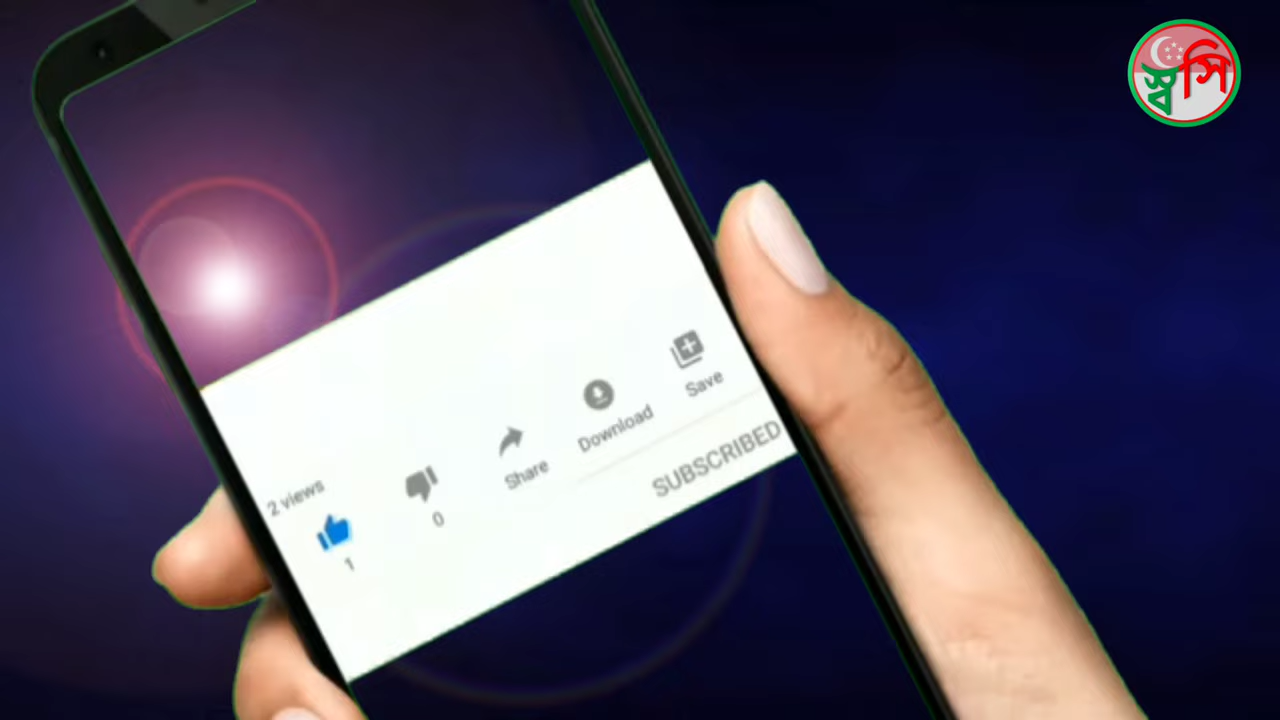 স্ব সি
2 views
1
0
Share
Download
Save
SUBSCRIBED